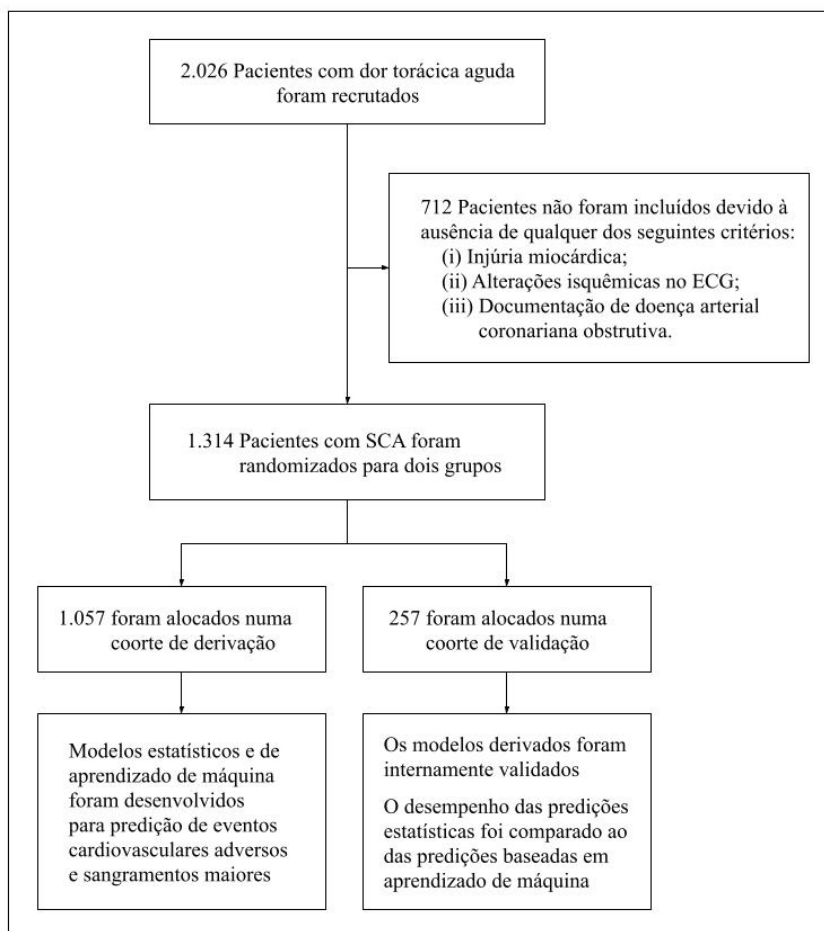 2.026 Pacientes com dor torácica aguda
foram recrutados
712 Pacientes não foram incluídos devido à
ausência de qualquer dos seguintes critérios:
(i) Injúria miocárdica;
(ii) Alterações isquêmicas no ECG;
(iii) Documentação de doença arterial
coronariana obstrutiva.
1.314 Pacientes com SCA foram
randomizados para dois grupos
1.057 foram alocados numa
coorte de derivação
257 foram alocados numa
coorte de validação
Modelos estatísticos e de
aprendizado de máquina
foram desenvolvidos
para predição de eventos
cardiovasculares adversos
e sangramentos maiores
Os modelos derivados foram
internamente validados
O desempenho das predições
estatísticas foi comparado ao
das predições baseadas em
aprendizado de máquina